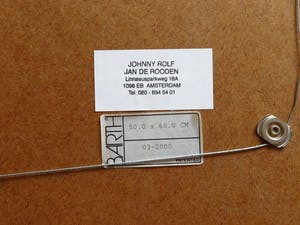 JOHNNY ROLF
JAN DE ROODEN
Linnaeusparkweg 16A
1098 EB AMSTERDAM
Tel. 020 - 694 54 01
BARTH
50.0 x 60.0 CM
03-2000